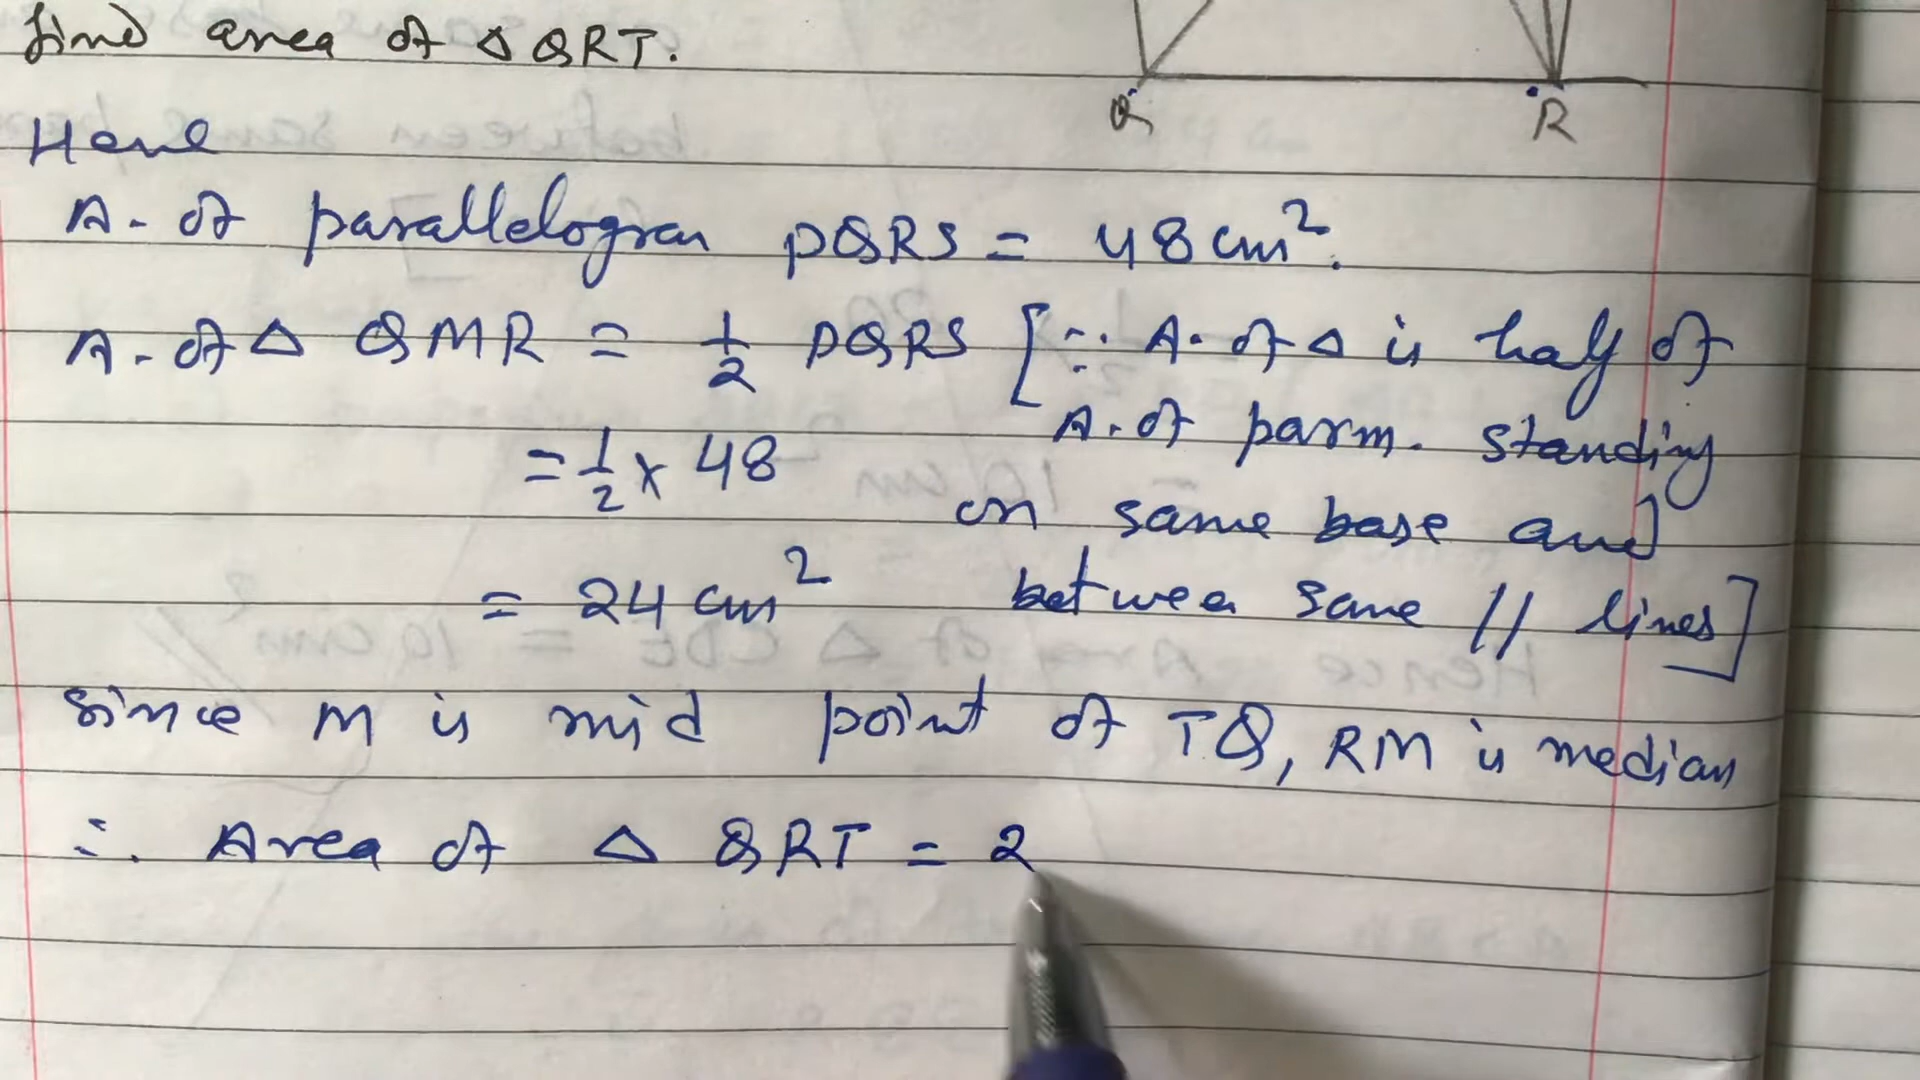 find area of Δ QRT.
Q R
Here
A. of parallelogram PQRS = 48 cm².
A. of Δ QMR = 1/2 PQRS [∵ A. of Δ is half of
= 1/2 × 48 A. of parm. standing
on same base and
= 24 cm² between same // lines]
Since M is mid point of TQ, RM is median
∴ Area of Δ QRT = 2